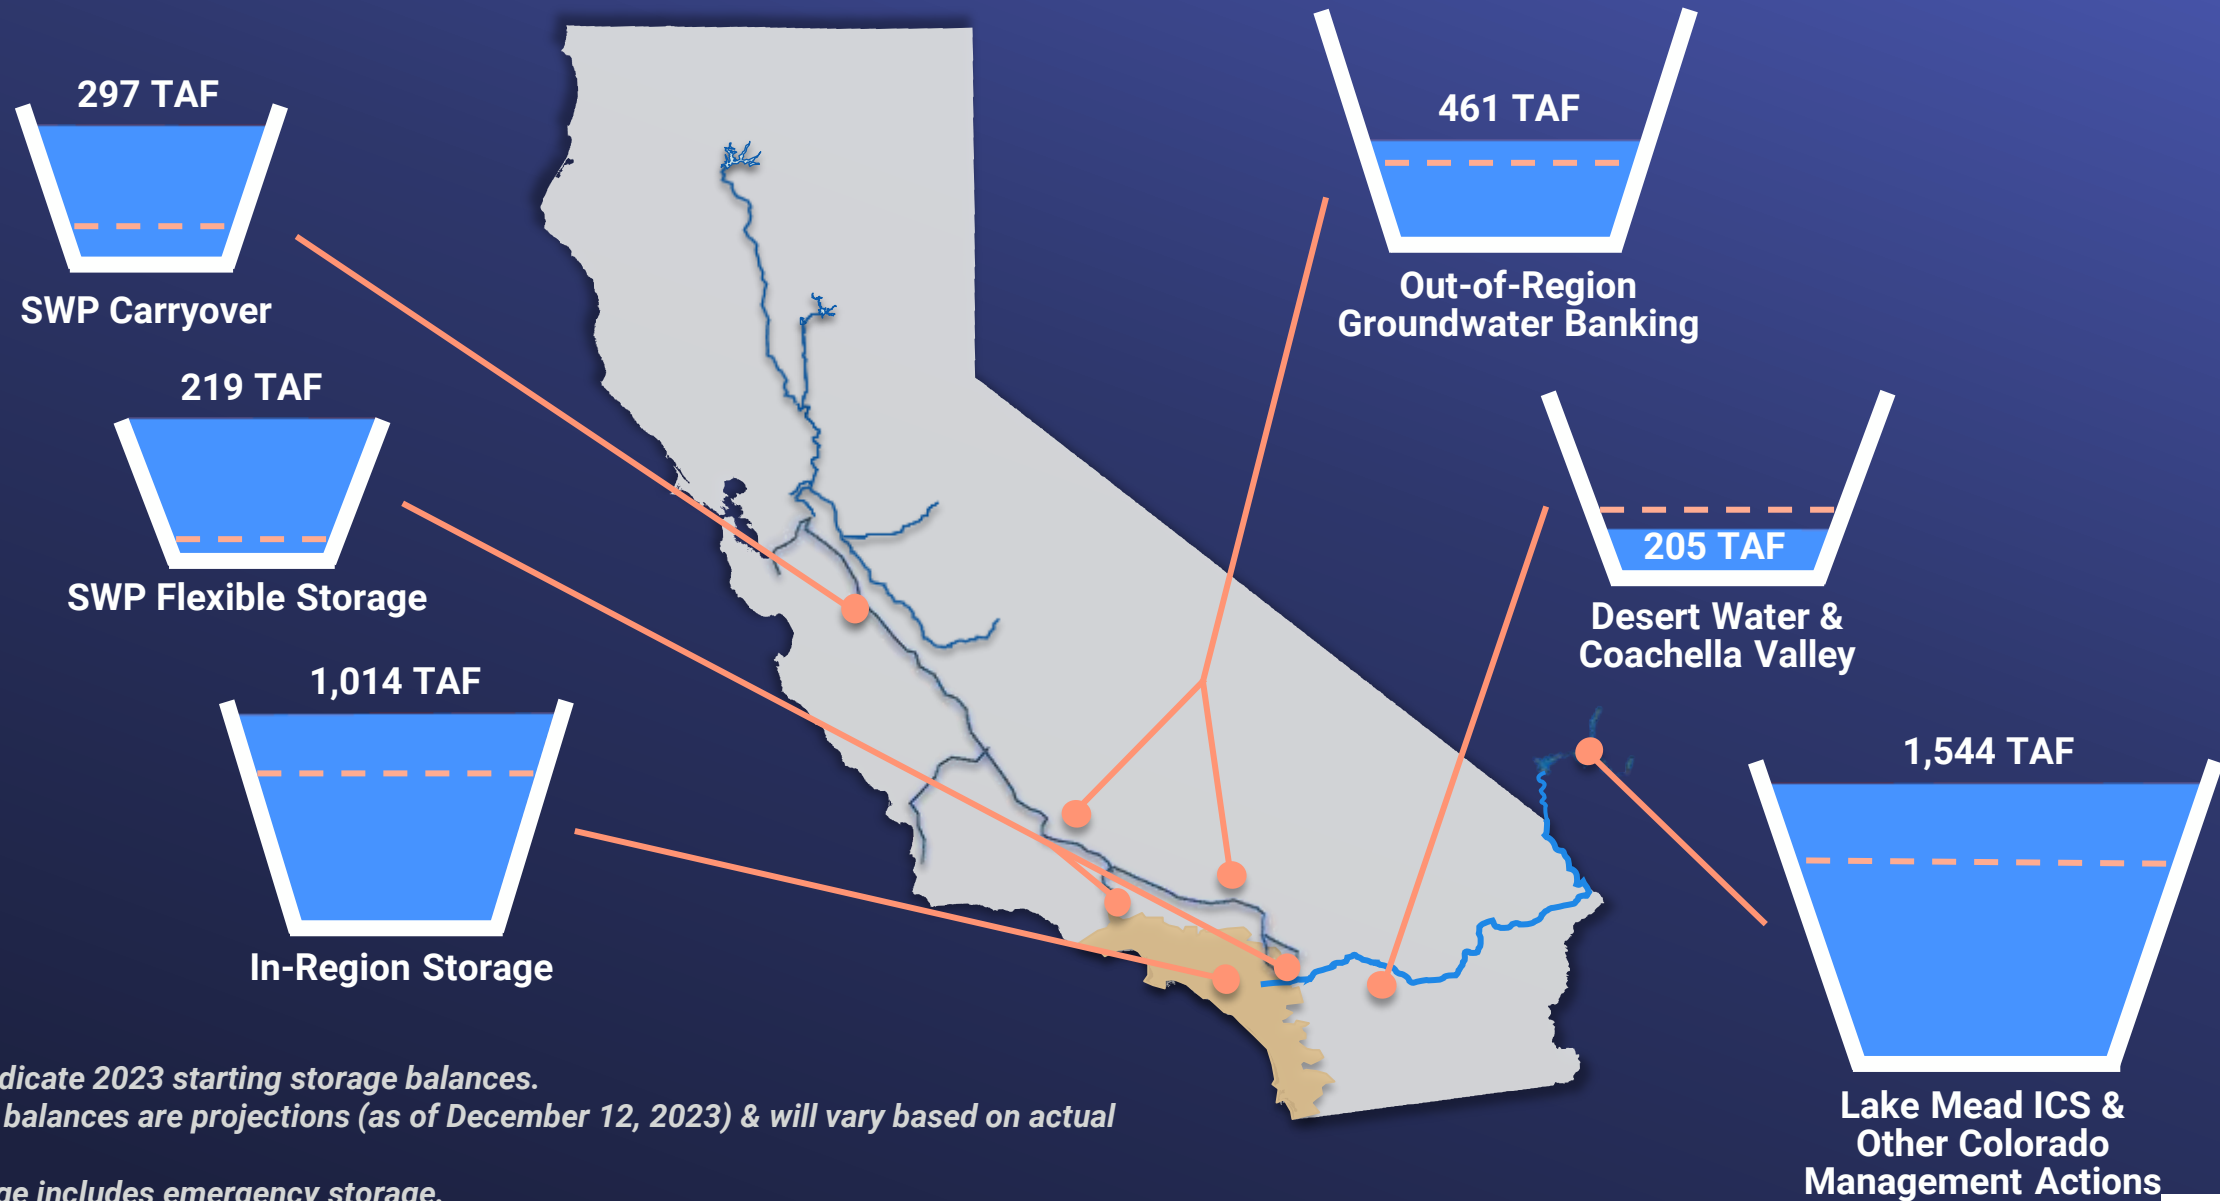 297 TAF
SWP Carryover
219 TAF
SWP Flexible Storage
1,014 TAF
In-Region Storage
461 TAF
Out-of-Region
Groundwater Banking
205 TAF
Desert Water &
Coachella Valley
1,544 TAF
Lake Mead ICS &
Other Colorado
Management Actions
2023 starting storage balances.
balances are projections (as of December 12, 2023) & will vary based on actual
includes emergency storage.